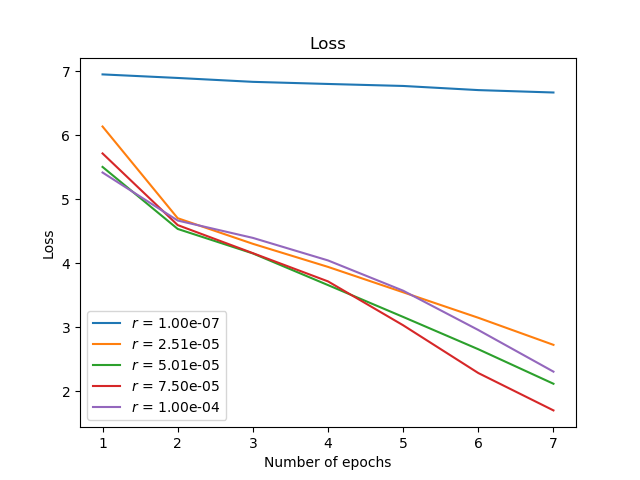 Loss
Loss
7
6
5
4
3
2
r = 1.00e-07
r = 2.51e-05
r = 5.01e-05
r = 7.50e-05
r = 1.00e-04
1 2 3 4 5 6 7
Number of epochs